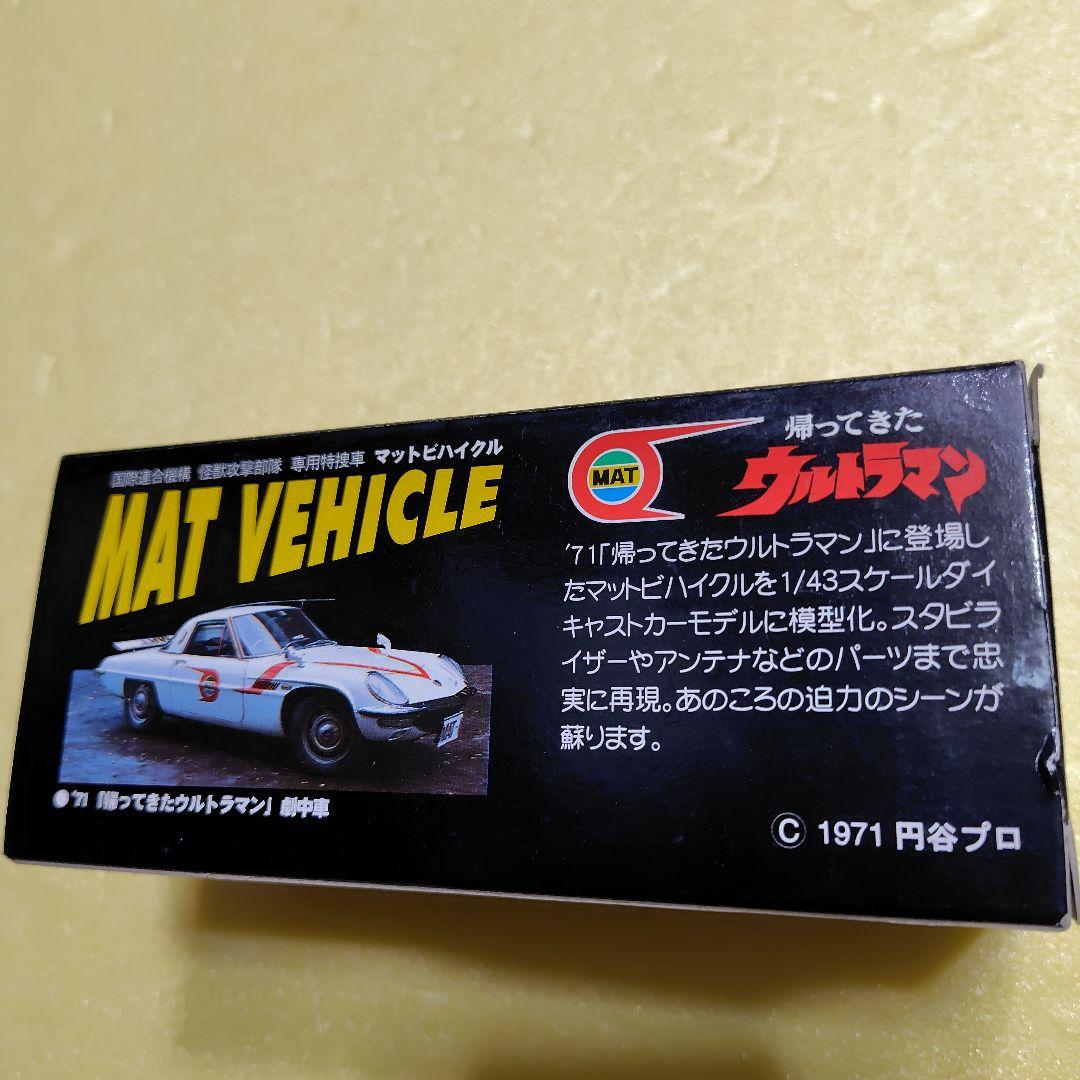 国際連合機構 怪獣攻撃部隊 専用特捜車 マットビハイクル
MAT VEHICLE
●'71『帰ってきたウルトラマン』劇中車
MAT
帰ってきた
ウルトラマン
'71「帰ってきたウルトラマン」に登場し
たマットビハイクルを1/43スケールダイ
キャストカーモデルに模型化。スタビラ
イザーやアンテナなどのパーツまで忠
実に再現。あのころの迫力のシーンが
蘇ります。
© 1971 円谷プロ